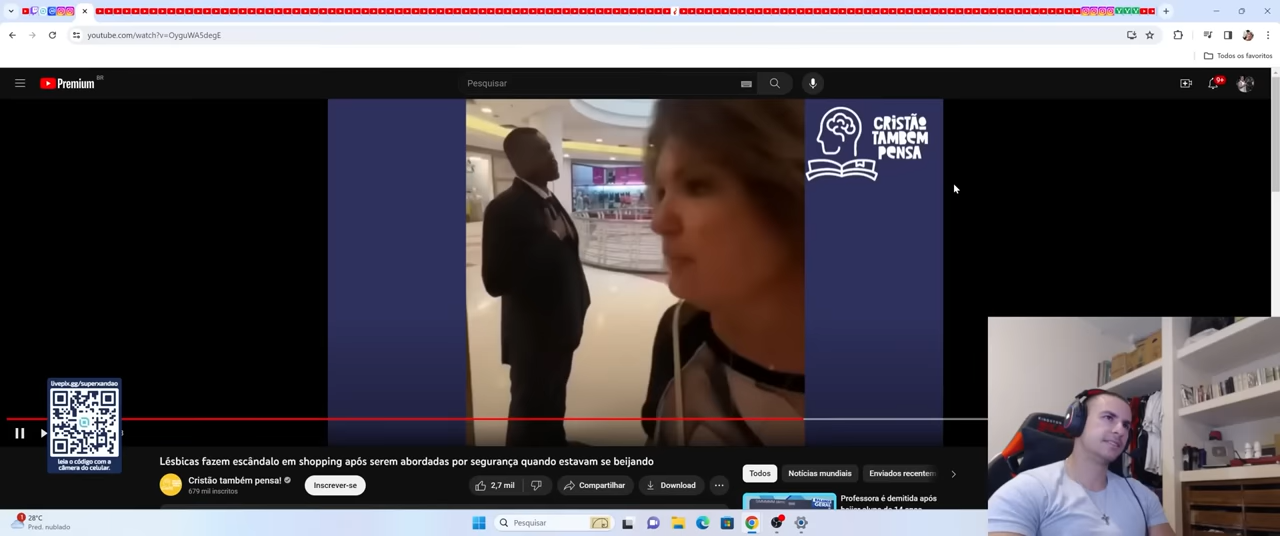 youtube.com/watch?v=OyguWA5degE
Todos os favoritos
Premium
BR
Pesquisar
9+
CRISTÃO
TAMBÉM
PENSA
livepix.gg/superxandao
leia o código com a
câmera do celular.
Lésbicas fazem escândalo em shopping após serem abordadas por segurança quando estavam se beijando
Cristão também pensa!
679 mil inscritos
Inscrever-se
2,7 mil
Compartilhar
Download
Todos
Notícias mundiais
Enviados recentem
Professora é demitida após
28°C
Pred. nublado
Pesquisar